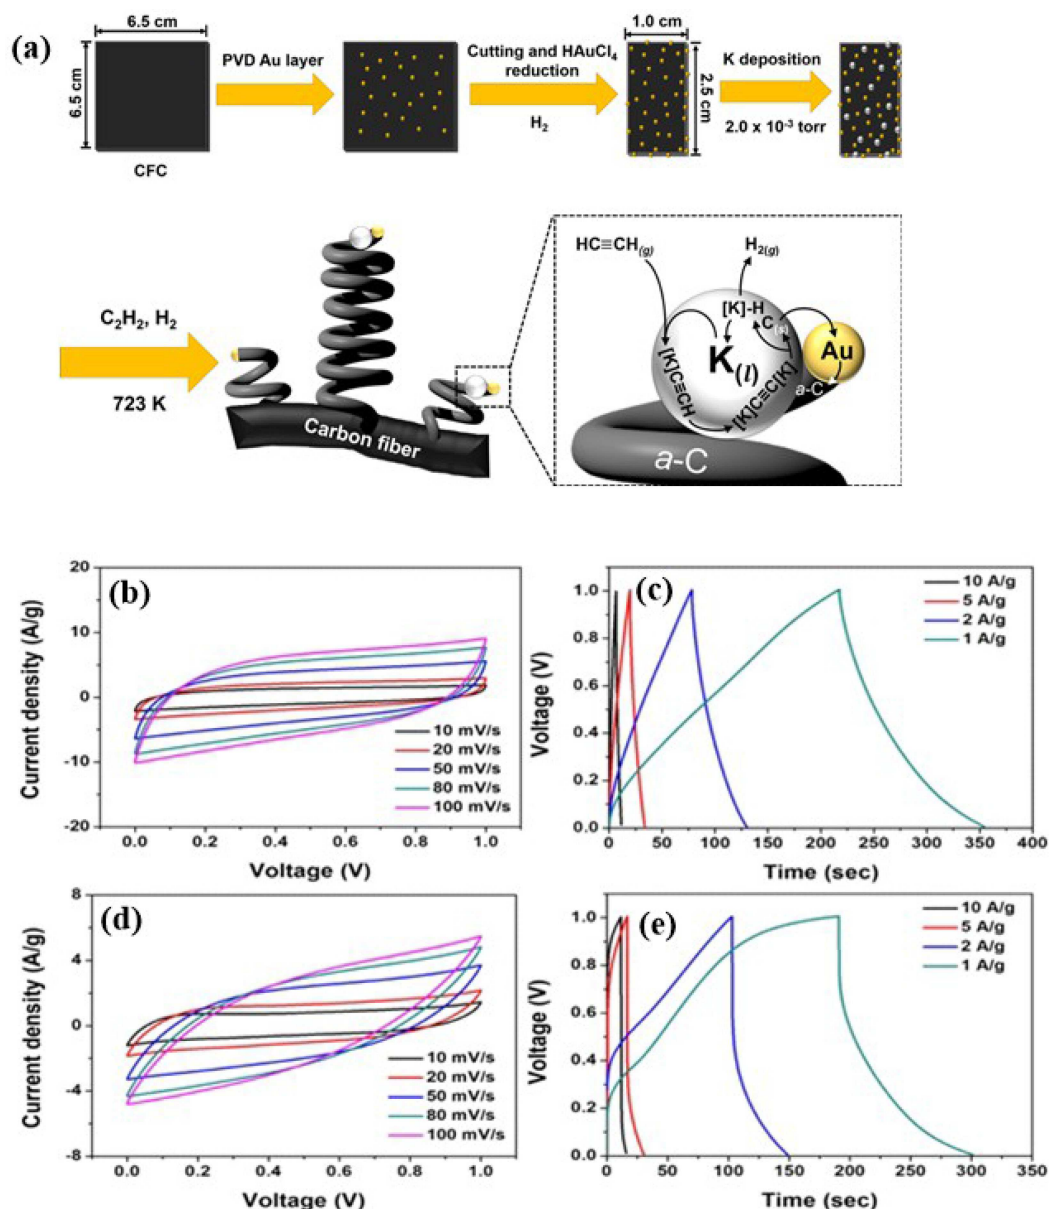 (a)
6.5 cm
6.5 cm
CFC
PVD Au layer
Cutting and HAuCl₄
reduction
H₂
1.0 cm
2.5 cm
K deposition
2.0 x 10⁻³ torr
C₂H₂, H₂
723 K
Carbon fiber
HC≡CH(g)
H₂(g)
[K]-H
C(s)
K(l)
Au
[K]C≡CH
[K]C≡C[K]
a-C
a-C
(b)
Current density (A/g)
20
10
0
-10
-20
10 mV/s
20 mV/s
50 mV/s
80 mV/s
100 mV/s
0.0 0.2 0.4 0.6 0.8 1.0
Voltage (V)
(c)
Voltage (V)
1.0
0.8
0.6
0.4
0.2
0.0
10 A/g
5 A/g
2 A/g
1 A/g
0 50 100 150 200 250 300 350 400
Time (sec)
(d)
Current density (A/g)
8
4
0
-4
-8
10 mV/s
20 mV/s
50 mV/s
80 mV/s
100 mV/s
0.0 0.2 0.4 0.6 0.8 1.0
Voltage (V)
(e)
Voltage (V)
1.0
0.8
0.6
0.4
0.2
0.0
10 A/g
5 A/g
2 A/g
1 A/g
0 50 100 150 200 250 300 350
Time (sec)